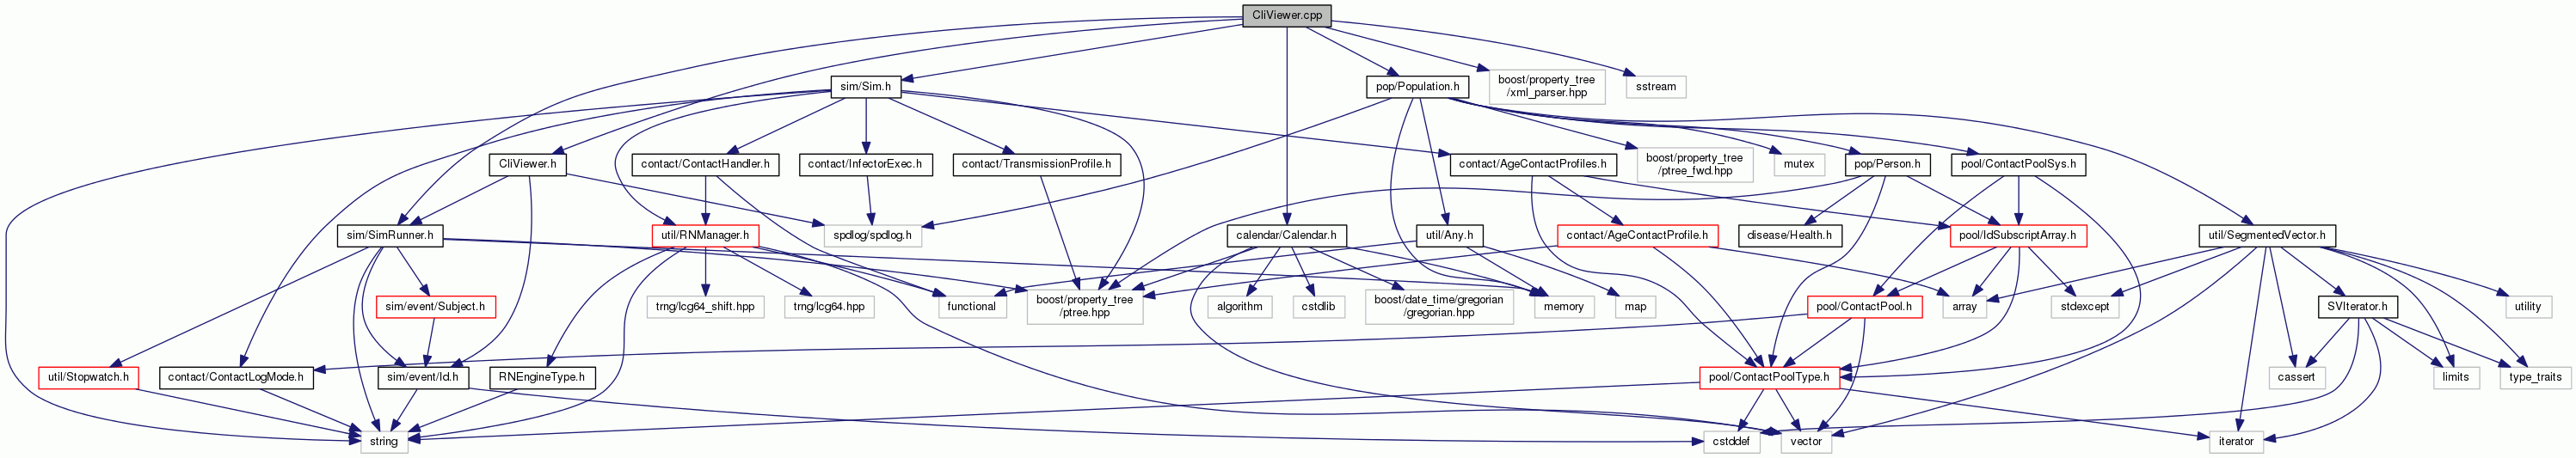 CliViewer.cpp
sim/Sim.h
pop/Population.h
boost/property_tree
/xml_parser.hpp
sstream
CliViewer.h
contact/ContactHandler.h
contact/InfectorExec.h
contact/TransmissionProfile.h
contact/AgeContactProfiles.h
boost/property_tree
/ptree_fwd.hpp
mutex
pop/Person.h
pool/ContactPoolSys.h
sim/SimRunner.h
util/RNManager.h
spdlog/spdlog.h
calendar/Calendar.h
util/Any.h
contact/AgeContactProfile.h
disease/Health.h
pool/IdSubscriptArray.h
util/SegmentedVector.h
sim/event/Subject.h
trng/lcg64_shift.hpp
trng/lcg64.hpp
functional
boost/property_tree
/ptree.hpp
algorithm
cstdlib
boost/date_time/gregorian
/gregorian.hpp
memory
map
pool/ContactPool.h
array
stdexcept
SVIterator.h
utility
util/Stopwatch.h
contact/ContactLogMode.h
sim/event/Id.h
RNEngineType.h
pool/ContactPoolType.h
cassert
limits
type_traits
string
cstddef
vector
iterator